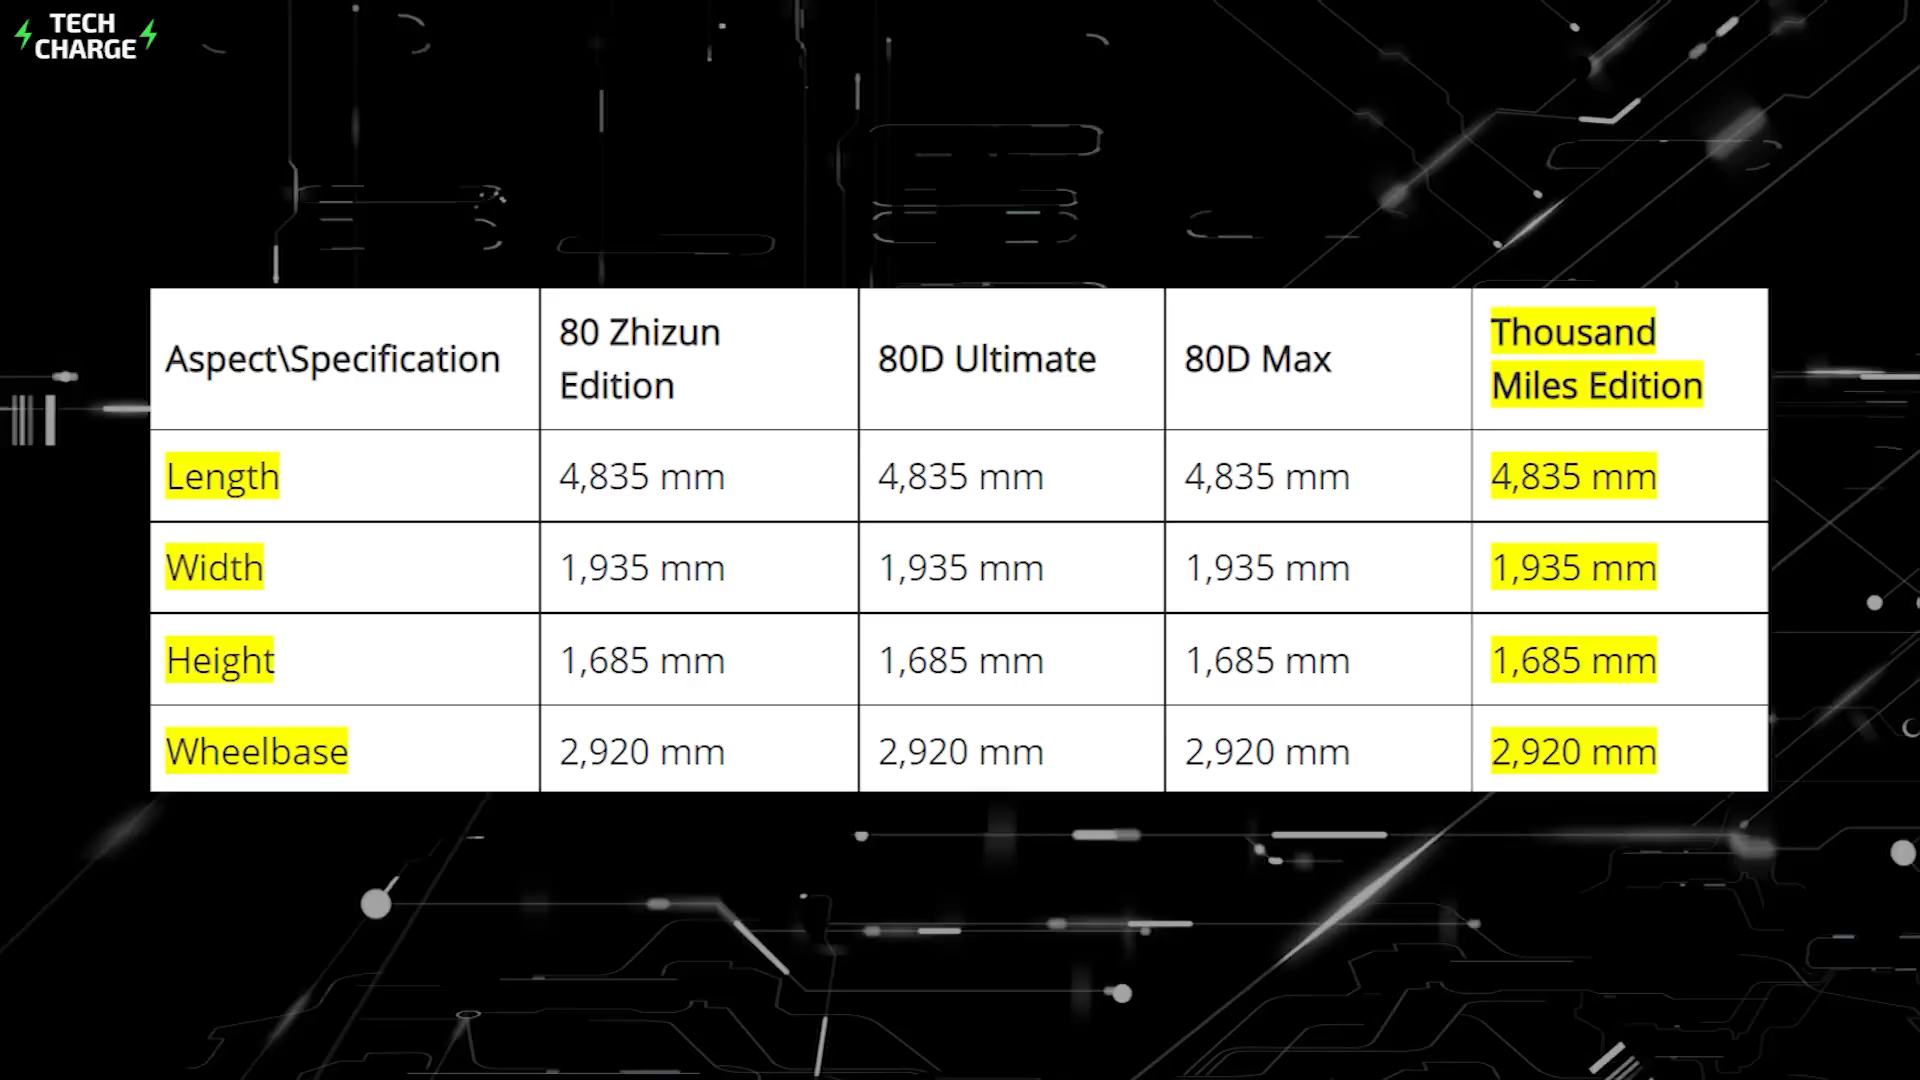 TECH
CHARGE
Aspect\Specification 80 Zhizun Edition 80D Ultimate 80D Max Thousand Miles Edition
Length 4,835 mm 4,835 mm 4,835 mm 4,835 mm
Width 1,935 mm 1,935 mm 1,935 mm 1,935 mm
Height 1,685 mm 1,685 mm 1,685 mm 1,685 mm
Wheelbase 2,920 mm 2,920 mm 2,920 mm 2,920 mm